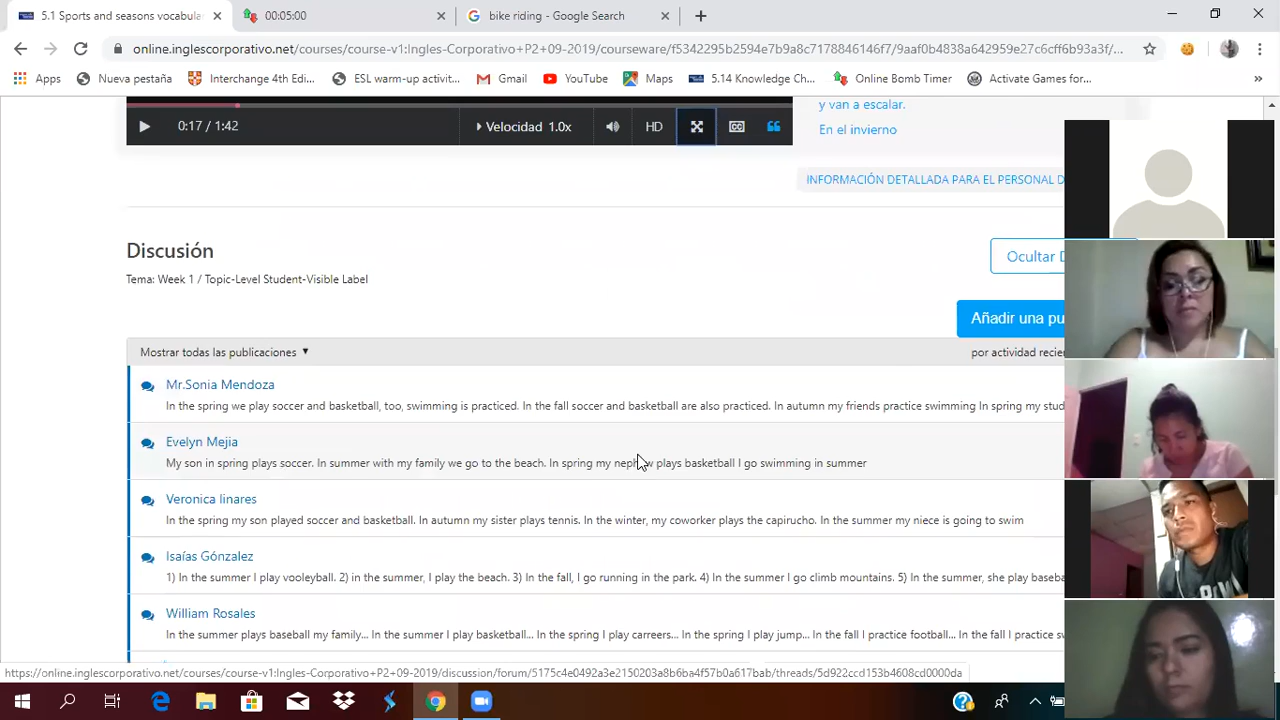 5.1 Sports and seasons vocabula
00:05:00
bike riding - Google Search
online.inglescorporativo.net/courses/course-v1:Ingles-Corporativo+P2+09-2019/courseware/f5342295b2594e7b9a8c7178846146f7/9aaf0b4838a642959e27c6cff6b93a3f/...
Apps
Nueva pestaña
Interchange 4th Edi...
ESL warm-up activit...
Gmail
YouTube
Maps
5.14 Knowledge Ch...
Online Bomb Timer
Activate Games for...
»
y van a escalar.
0:17 / 1:42
Velocidad 1.0x
HD
En el invierno
INFORMACIÓN DETALLADA PARA EL PERSONAL D
Discusión
Ocultar D
Tema: Week 1 / Topic-Level Student-Visible Label
Añadir una pu
Mostrar todas las publicaciones
por actividad recien
Mr.Sonia Mendoza
In the spring we play soccer and basketball, too, swimming is practiced. In the fall soccer and basketball are also practiced. In autumn my friends practice swimming In spring my stud
Evelyn Mejia
My son in spring plays soccer. In summer with my family we go to the beach. In spring my nephew plays basketball I go swimming in summer
Veronica linares
In the spring my son played soccer and basketball. In autumn my sister plays tennis. In the winter, my coworker plays the capirucho. In the summer my niece is going to swim
Isaías Gónzalez
1) In the summer I play vooleyball. 2) in the summer, I play the beach. 3) In the fall, I go running in the park. 4) In the summer I go climb mountains. 5) In the summer, she play baseba
William Rosales
In the summer plays baseball my family... In the summer I play basketball... In the spring I play carreers... In the spring I play jump... In the fall I practice football... In the fall I practice sw
https://online.inglescorporativo.net/courses/course-v1:Ingles-Corporativo+P2+09-2019/discussion/forum/5175c4e0492a3e2150203a8b6ba4f57b0a617bab/threads/5d922ccd153b4608cd0000da